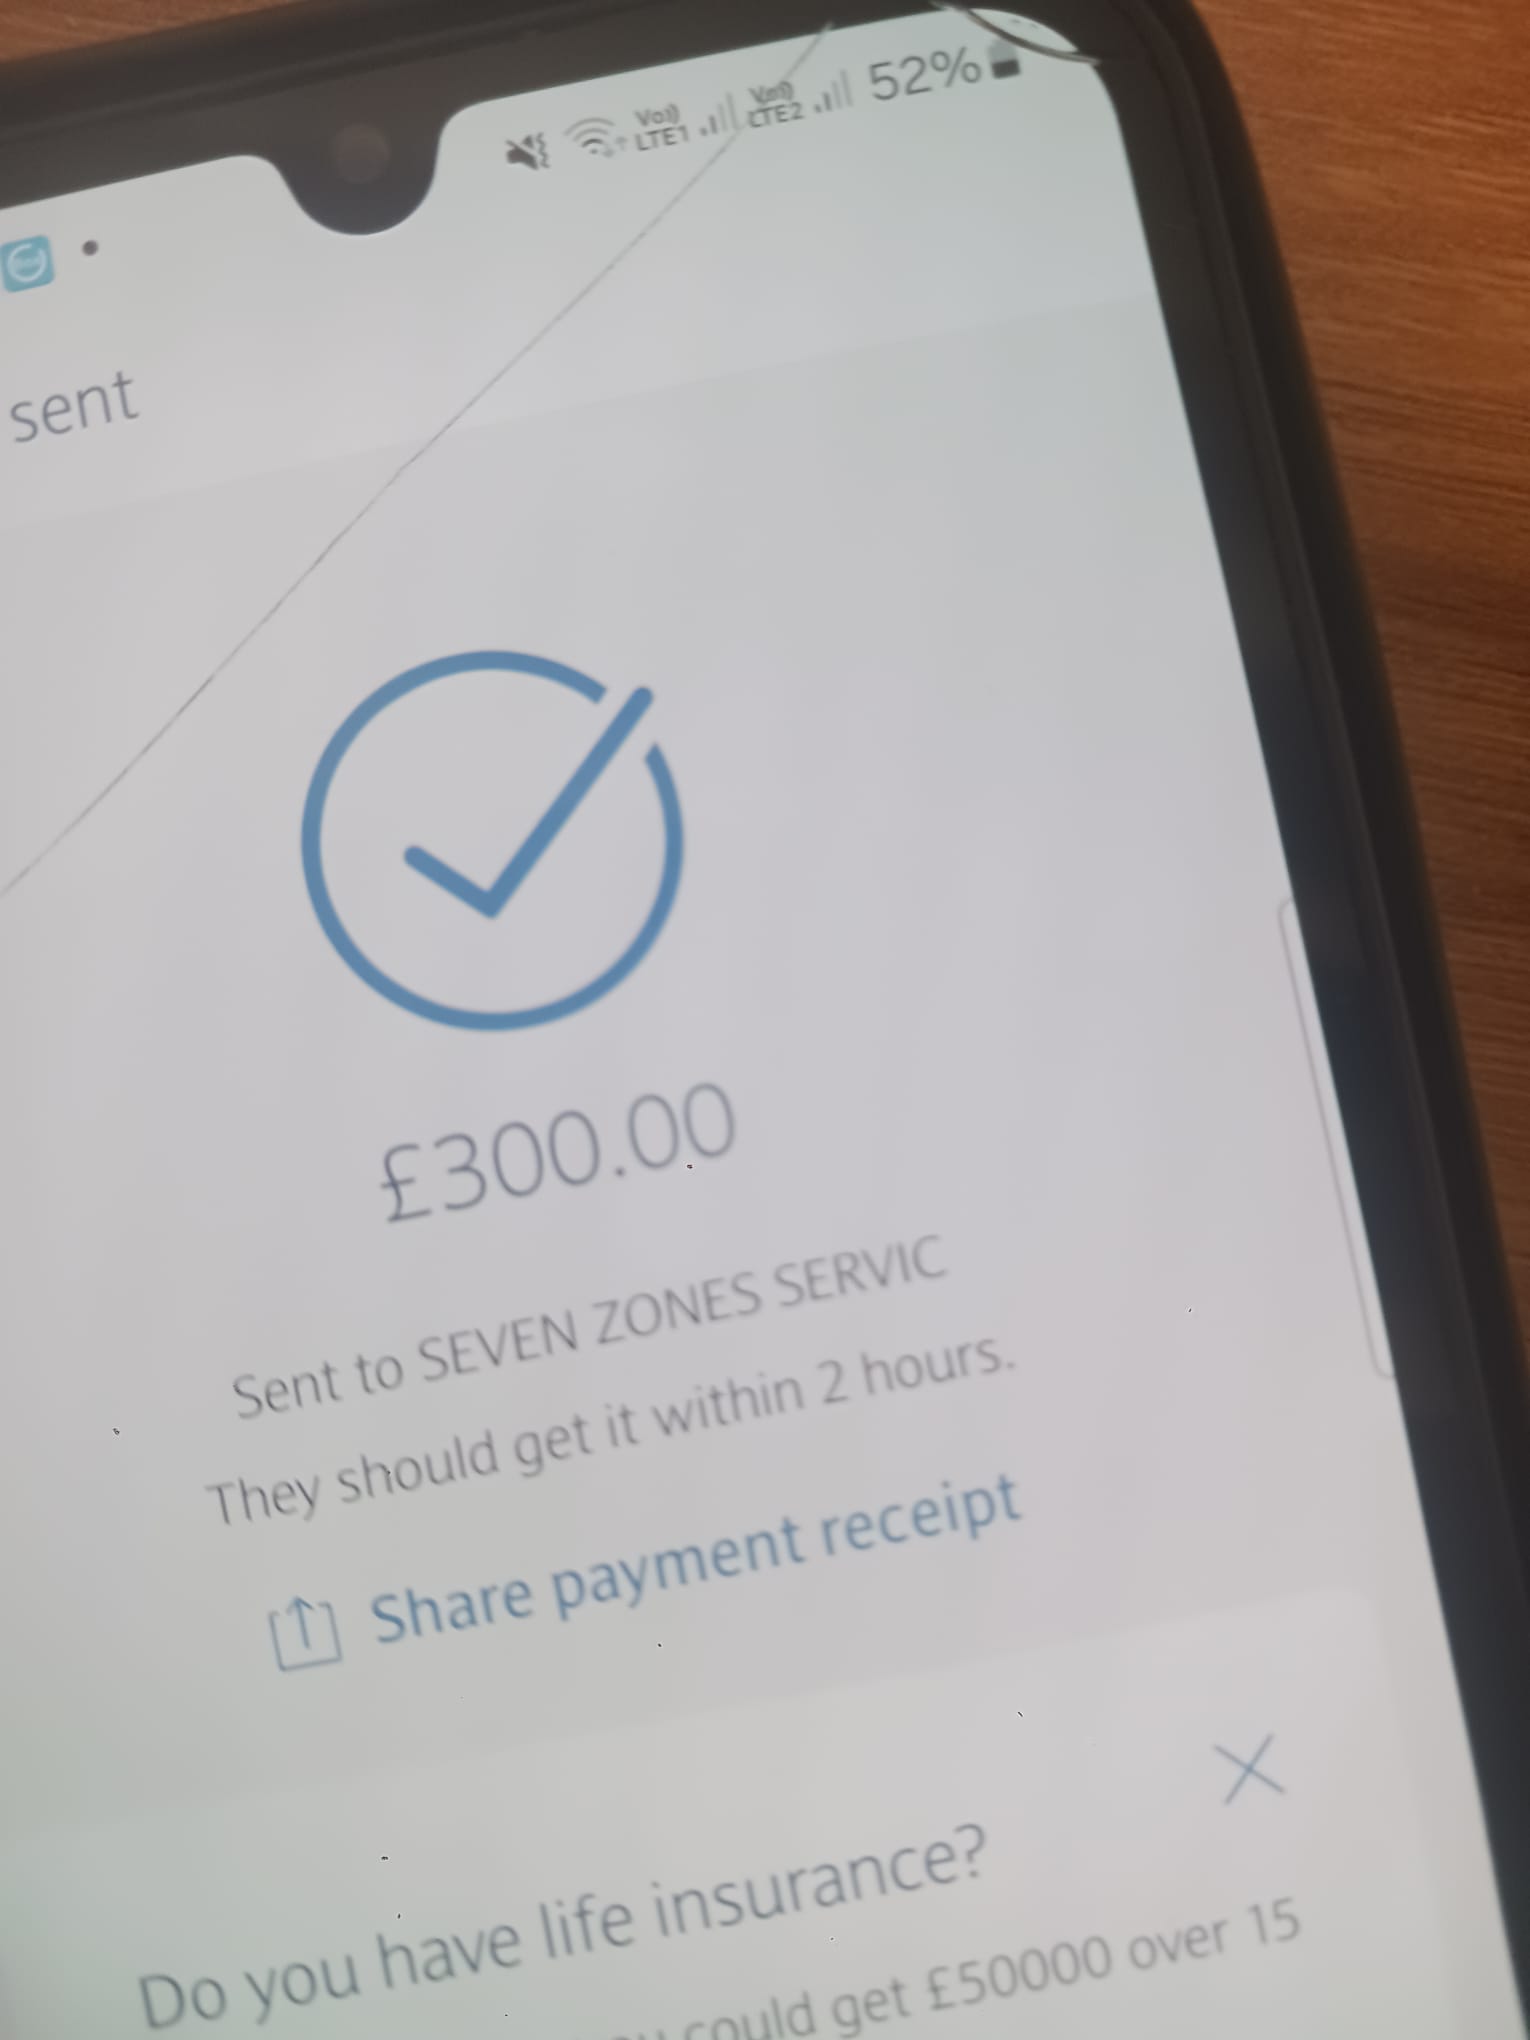 Vo)) LTE1 Vo)) LTE2 52%
sent
£300.00
Sent to SEVEN ZONES SERVIC
They should get it within 2 hours.
Share payment receipt
Do you have life insurance?
could get £50000 over 15